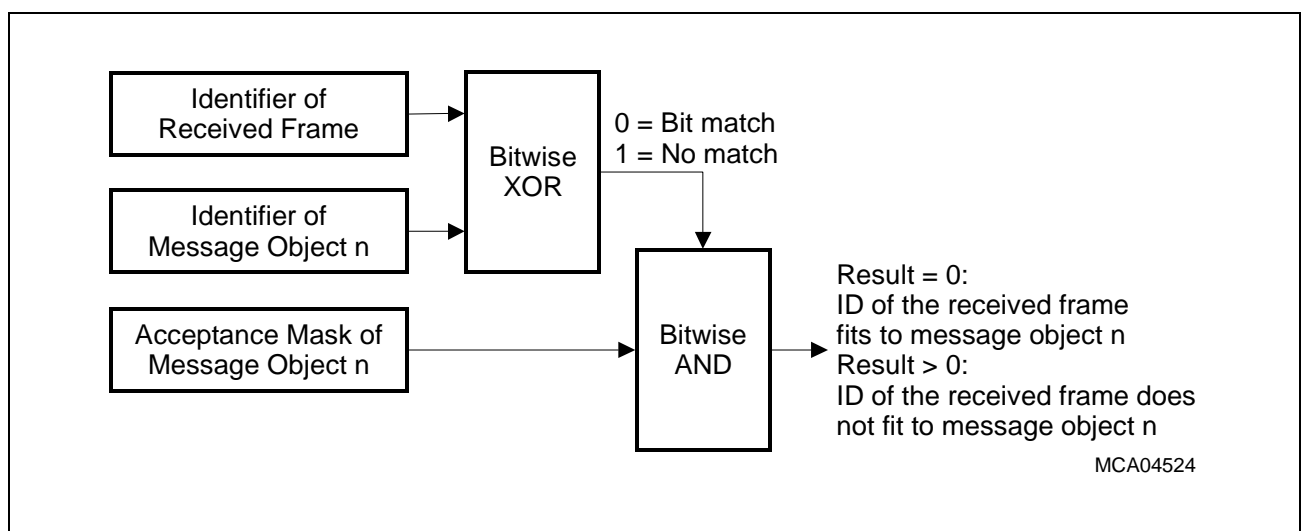 Identifier of
Received Frame
Identifier of
Message Object n
Acceptance Mask of
Message Object n
Bitwise
XOR
0 = Bit match
1 = No match
Bitwise
AND
Result = 0:
ID of the received frame
fits to message object n
Result > 0:
ID of the received frame does
not fit to message object n
MCA04524